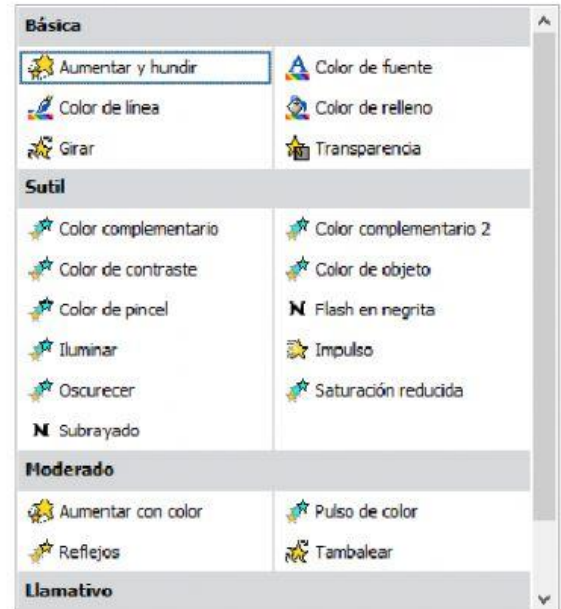 Básica
Aumentar y hundir Color de fuente
Color de línea Color de relleno
Girar Transparencia
Sutil
Color complementario Color complementario 2
Color de contraste Color de objeto
Color de pincel Flash en negrita
Iluminar Impulso
Oscurecer Saturación reducida
Subrayado
Moderado
Aumentar con color Pulso de color
Reflejos Tambalear
Llamativo